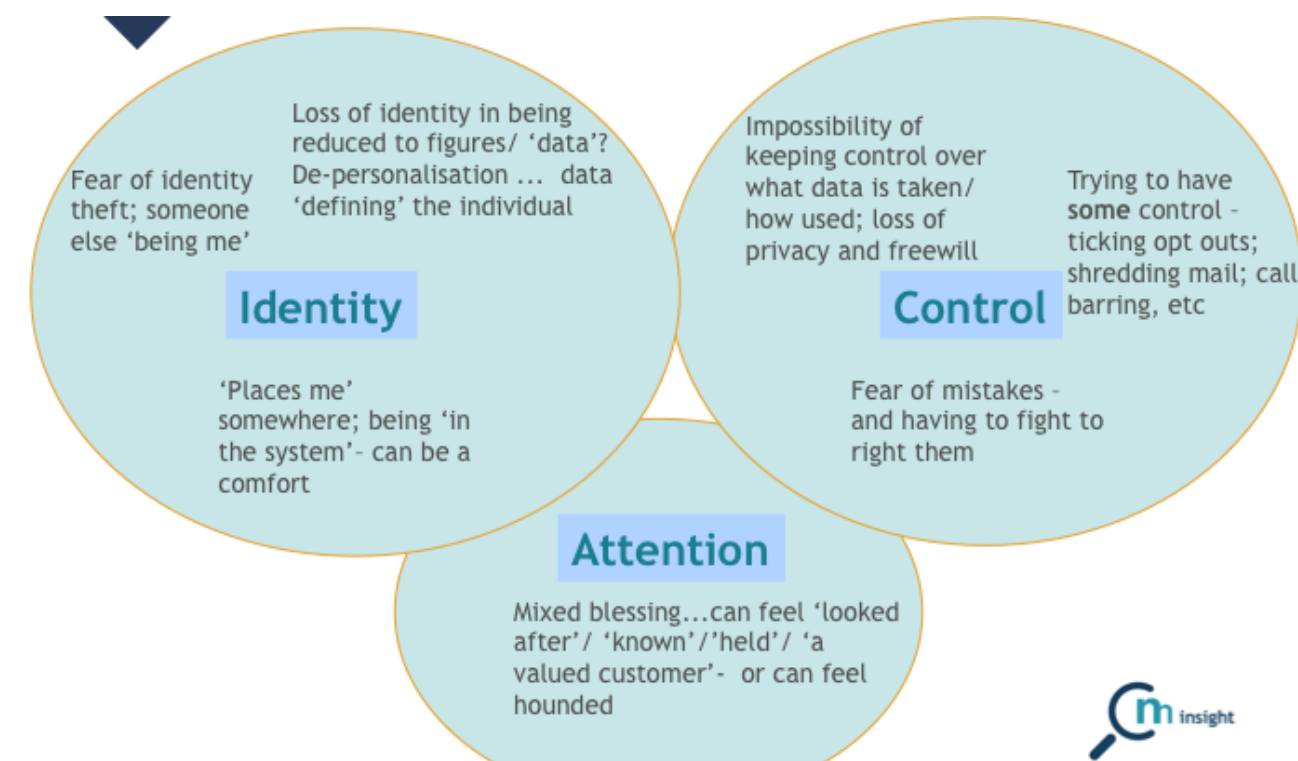 Loss of identity in being
reduced to figures/ ‘data’?
De-personalisation ... data
‘defining’ the individual
Fear of identity
theft; someone
else ‘being me’
Identity
‘Places me’
somewhere; being ‘in
the system’– can be a
comfort
Impossibility of
keeping control over
what data is taken/
how used; loss of
privacy and freewill
Trying to have
some control –
ticking opt outs;
shredding mail; call
barring, etc
Control
Fear of mistakes –
and having to fight to
right them
Attention
Mixed blessing...can feel ‘looked
after’/ ‘known’/’held’/ ‘a
valued customer’- or can feel
hounded
insight